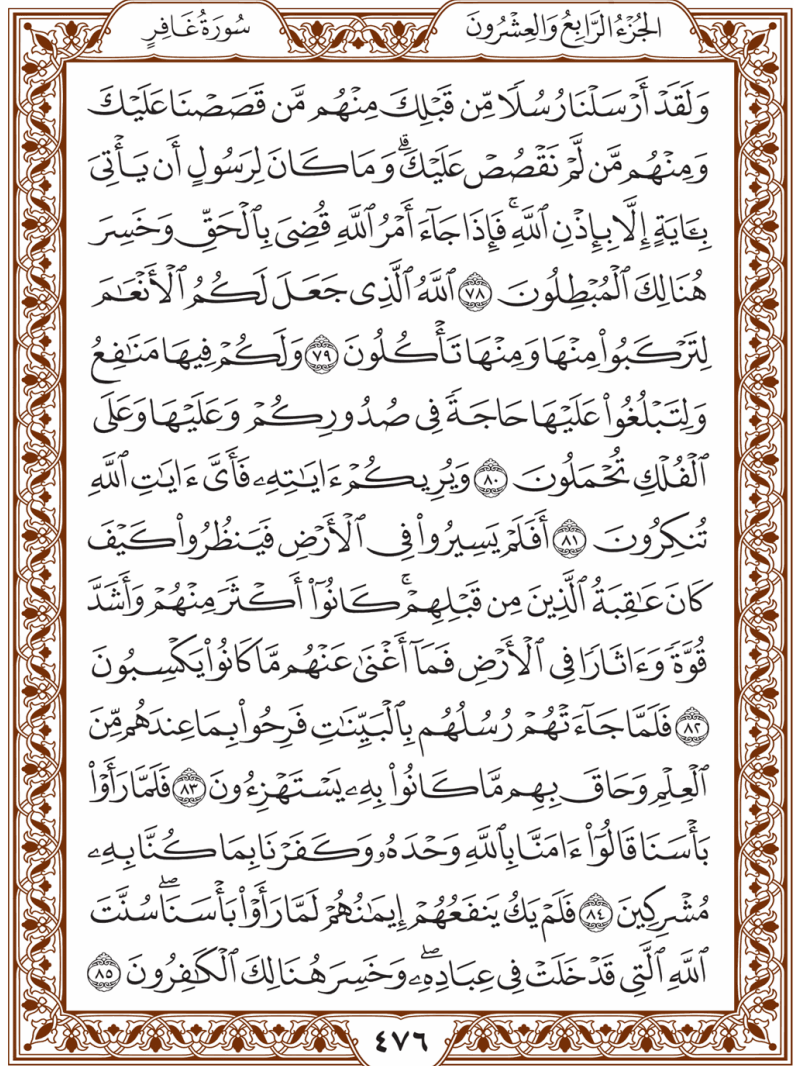 الجُزْءُ الرَّابِعُ وَالعِشْرُونَ
سُورَةُ غَافِرٍ
وَلَقَدۡ أَرۡسَلۡنَا رُسُلٗا مِّن قَبۡلِكَ مِنۡهُم مَّن قَصَصۡنَا عَلَيۡكَ
وَمِنۡهُم مَّن لَّمۡ نَقۡصُصۡ عَلَيۡكَۗ وَمَا كَانَ لِرَسُولٍ أَن يَأۡتِيَ
بِـَٔايَةٍ إِلَّا بِإِذۡنِ ٱللَّهِۚ فَإِذَا جَآءَ أَمۡرُ ٱللَّهِ قُضِيَ بِٱلۡحَقِّ وَخَسِرَ
هُنَالِكَ ٱلۡمُبۡطِلُونَ ٧٨ ٱللَّهُ ٱلَّذِي جَعَلَ لَكُمُ ٱلۡأَنۡعَٰمَ
لِتَرۡكَبُواْ مِنۡهَا وَمِنۡهَا تَأۡكُلُونَ ٧٩ وَلَكُمۡ فِيهَا مَنَٰفِعُ
وَلِتَبۡلُغُواْ عَلَيۡهَا حَاجَةٗ فِي صُدُورِكُمۡ وَعَلَيۡهَا وَعَلَى
ٱلۡفُلۡكِ تُحۡمَلُونَ ٨٠ وَيُرِيكُمۡ ءَايَٰتِهِۦ فَأَيَّ ءَايَٰتِ ٱللَّهِ
تُنكِرُونَ ٨١ أَفَلَمۡ يَسِيرُواْ فِي ٱلۡأَرۡضِ فَيَنظُرُواْ كَيۡفَ
كَانَ عَٰقِبَةُ ٱلَّذِينَ مِن قَبۡلِهِمۡۚ كَانُوٓاْ أَكۡثَرَ مِنۡهُمۡ وَأَشَدَّ
قُوَّةٗ وَءَاثَارٗا فِي ٱلۡأَرۡضِ فَمَآ أَغۡنَىٰ عَنۡهُم مَّا كَانُواْ يَكۡسِبُونَ
٨٢ فَلَمَّا جَآءَتۡهُمۡ رُسُلُهُم بِٱلۡبَيِّنَٰتِ فَرِحُواْ بِمَا عِندَهُم مِّنَ
ٱلۡعِلۡمِ وَحَاقَ بِهِم مَّا كَانُواْ بِهِۦ يَسۡتَهۡزِءُونَ ٨٣ فَلَمَّا رَأَوۡاْ
بَأۡسَنَا قَالُوٓاْ ءَامَنَّا بِٱللَّهِ وَحۡدَهُۥ وَكَفَرۡنَا بِمَا كُنَّا بِهِۦ
مُشۡرِكِينَ ٨٤ فَلَمۡ يَكُ يَنفَعُهُمۡ إِيمَٰنُهُمۡ لَمَّا رَأَوۡاْ بَأۡسَنَاۖ سُنَّتَ
ٱللَّهِ ٱلَّتِي قَدۡ خَلَتۡ فِي عِبَادِهِۦۖ وَخَسِرَ هُنَالِكَ ٱلۡكَٰفِرُونَ ٨٥
٤٧٦